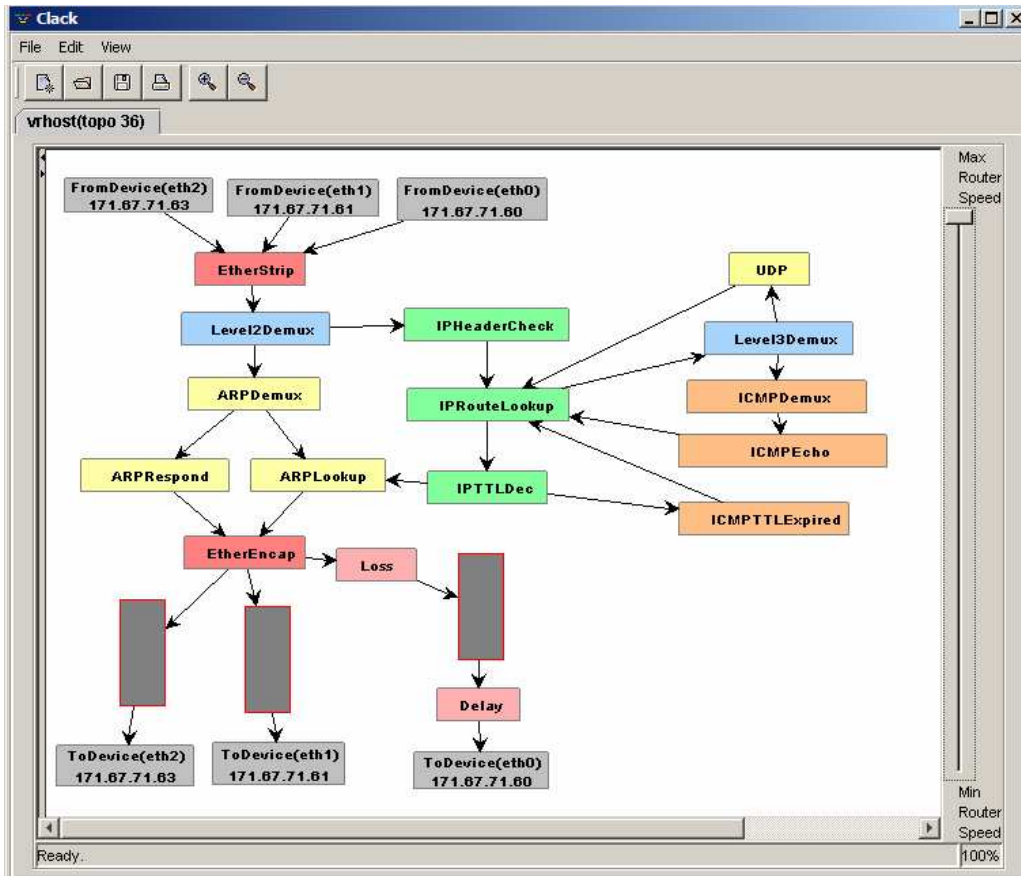 Clack
File Edit View
vrhost(topo 36)
Max
Router
Speed
FromDevice(eth2)
171.67.71.63
FromDevice(eth1)
171.67.71.61
FromDevice(eth0)
171.67.71.60
EtherStrip
UDP
Level2Demux
IPHeaderCheck
Level3Demux
ARPDemux
IPRouteLookup
ICMPDemux
ICMPEcho
ARPRespond
ARPLookup
IPTTLDec
ICMPTTLExpired
EtherEncap
Loss
Delay
ToDevice(eth2)
171.67.71.63
ToDevice(eth1)
171.67.71.61
ToDevice(eth0)
171.67.71.60
Min
Router
Speed
Ready.
100%